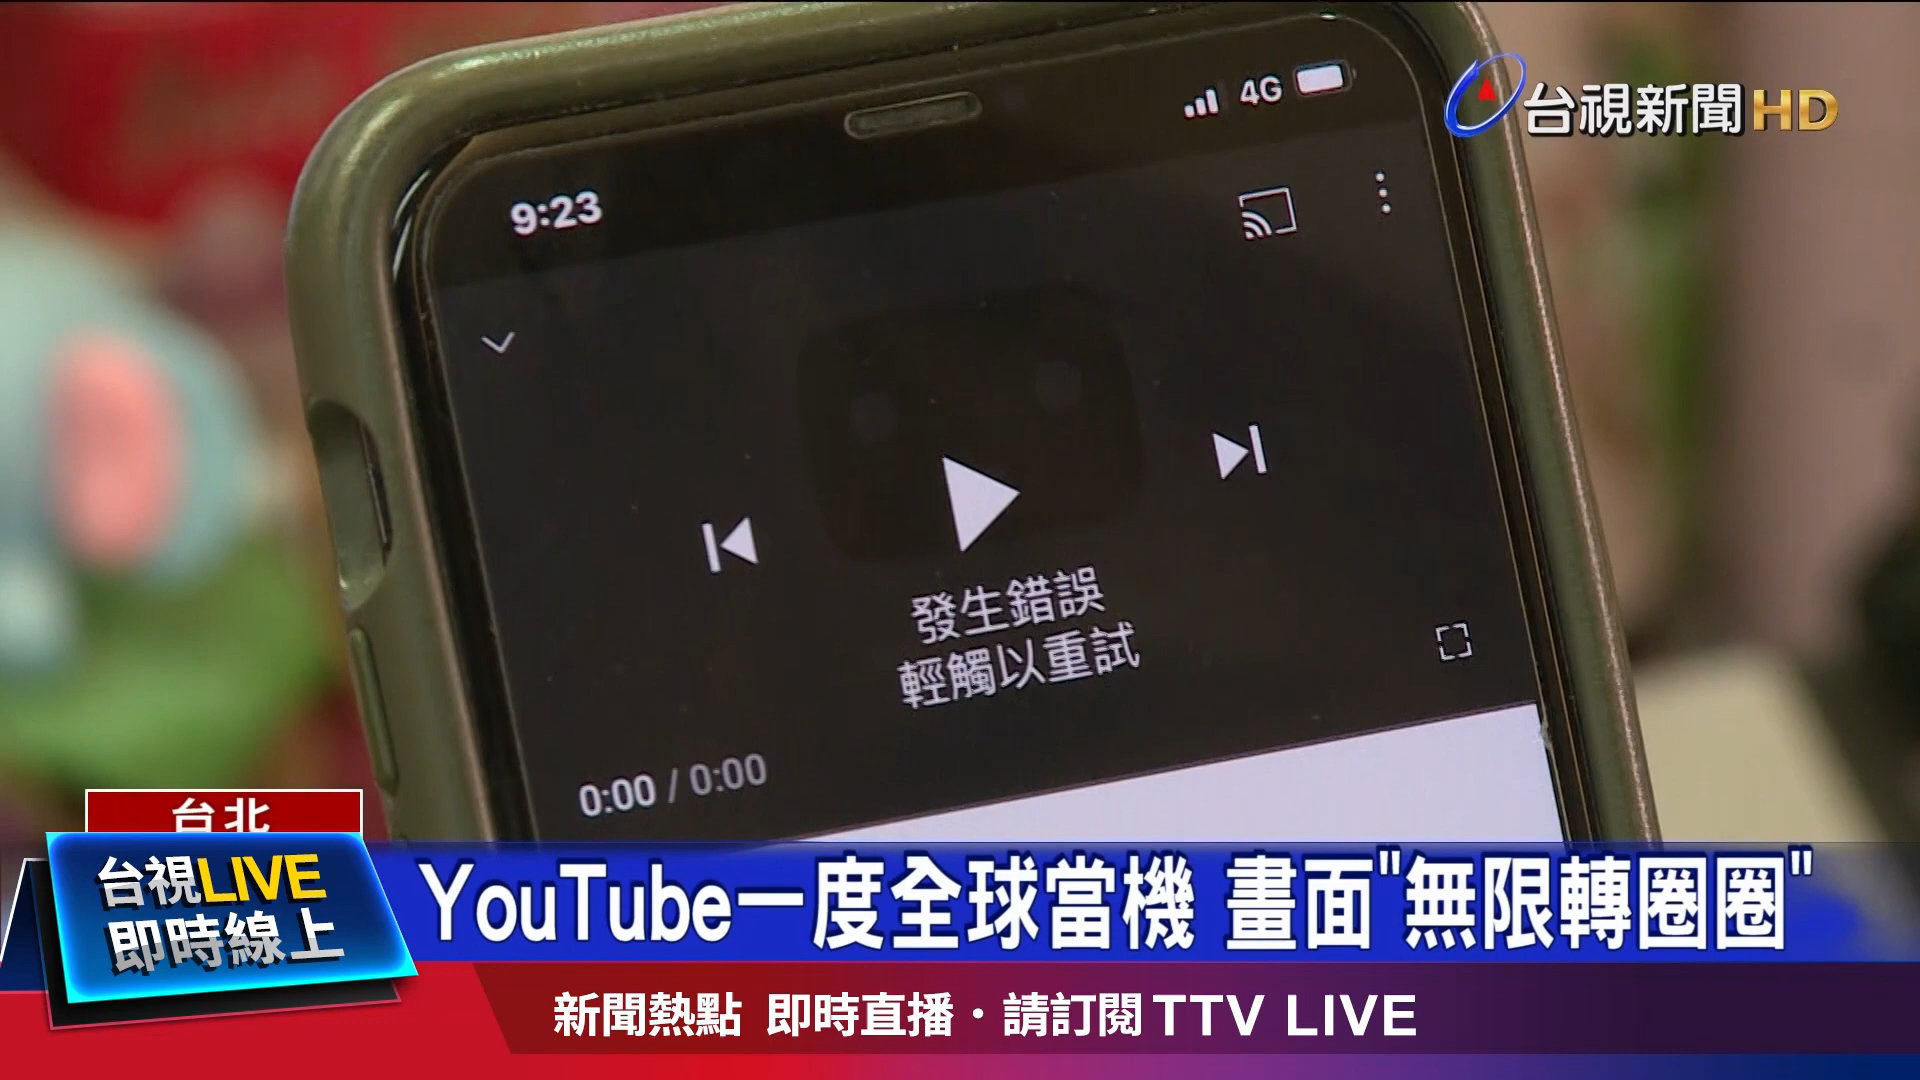 台視新聞HD
4G
9:23
發生錯誤
輕觸以重試
0:00 / 0:00
台北
台視LIVE
即時線上
YouTube一度全球當機 畫面"無限轉圈圈"
新聞熱點 即時直播・請訂閱TTV LIVE